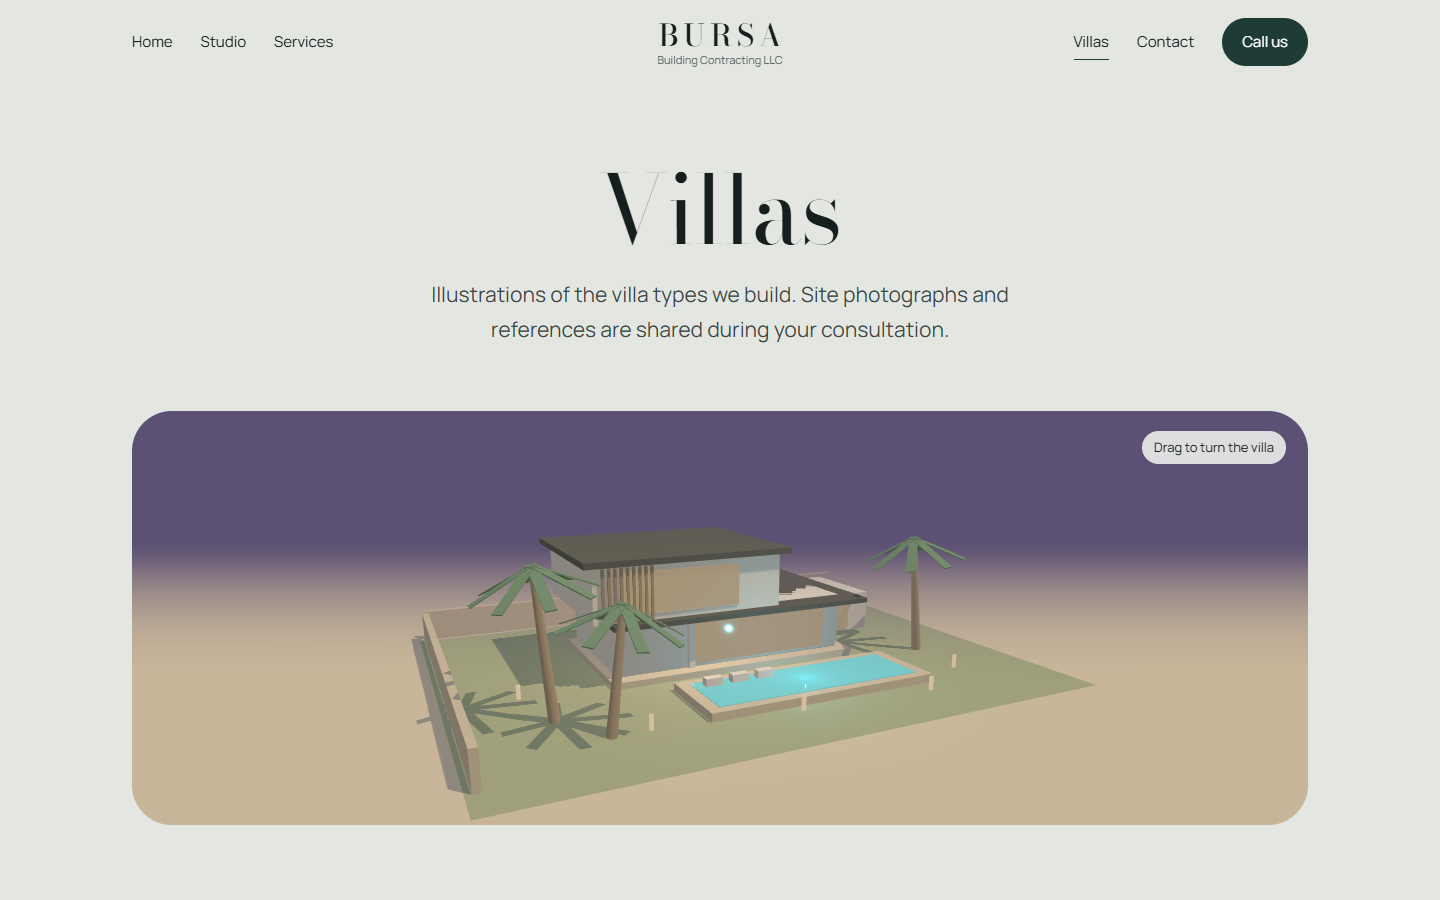 Home
Studio
Services
BURSA
Building Contracting LLC
Villas
Contact
Call us
Villas
Illustrations of the villa types we build. Site photographs and
references are shared during your consultation.
Drag to turn the villa